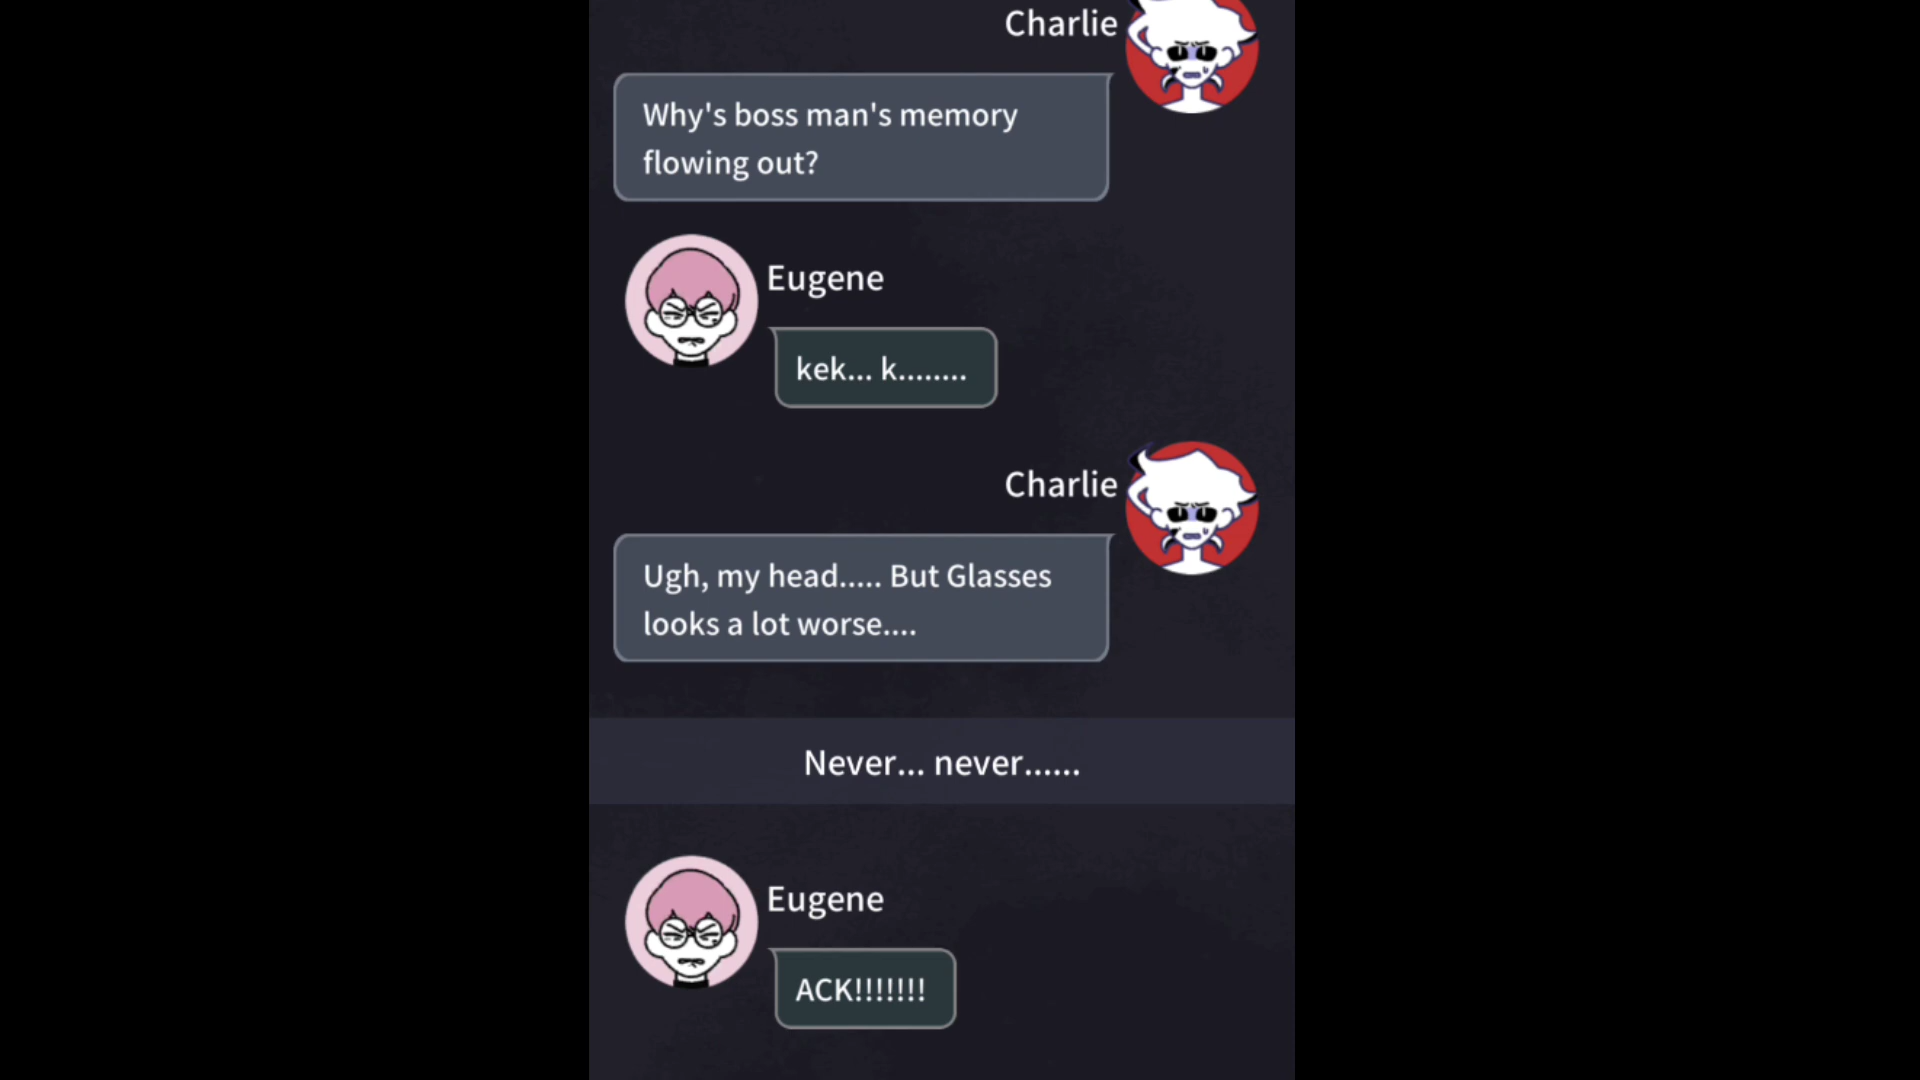 Charlie
Why's boss man's memory
flowing out?
Eugene
kek... k........
Charlie
Ugh, my head..... But Glasses
looks a lot worse....
Never... never......
Eugene
ACK!!!!!!!